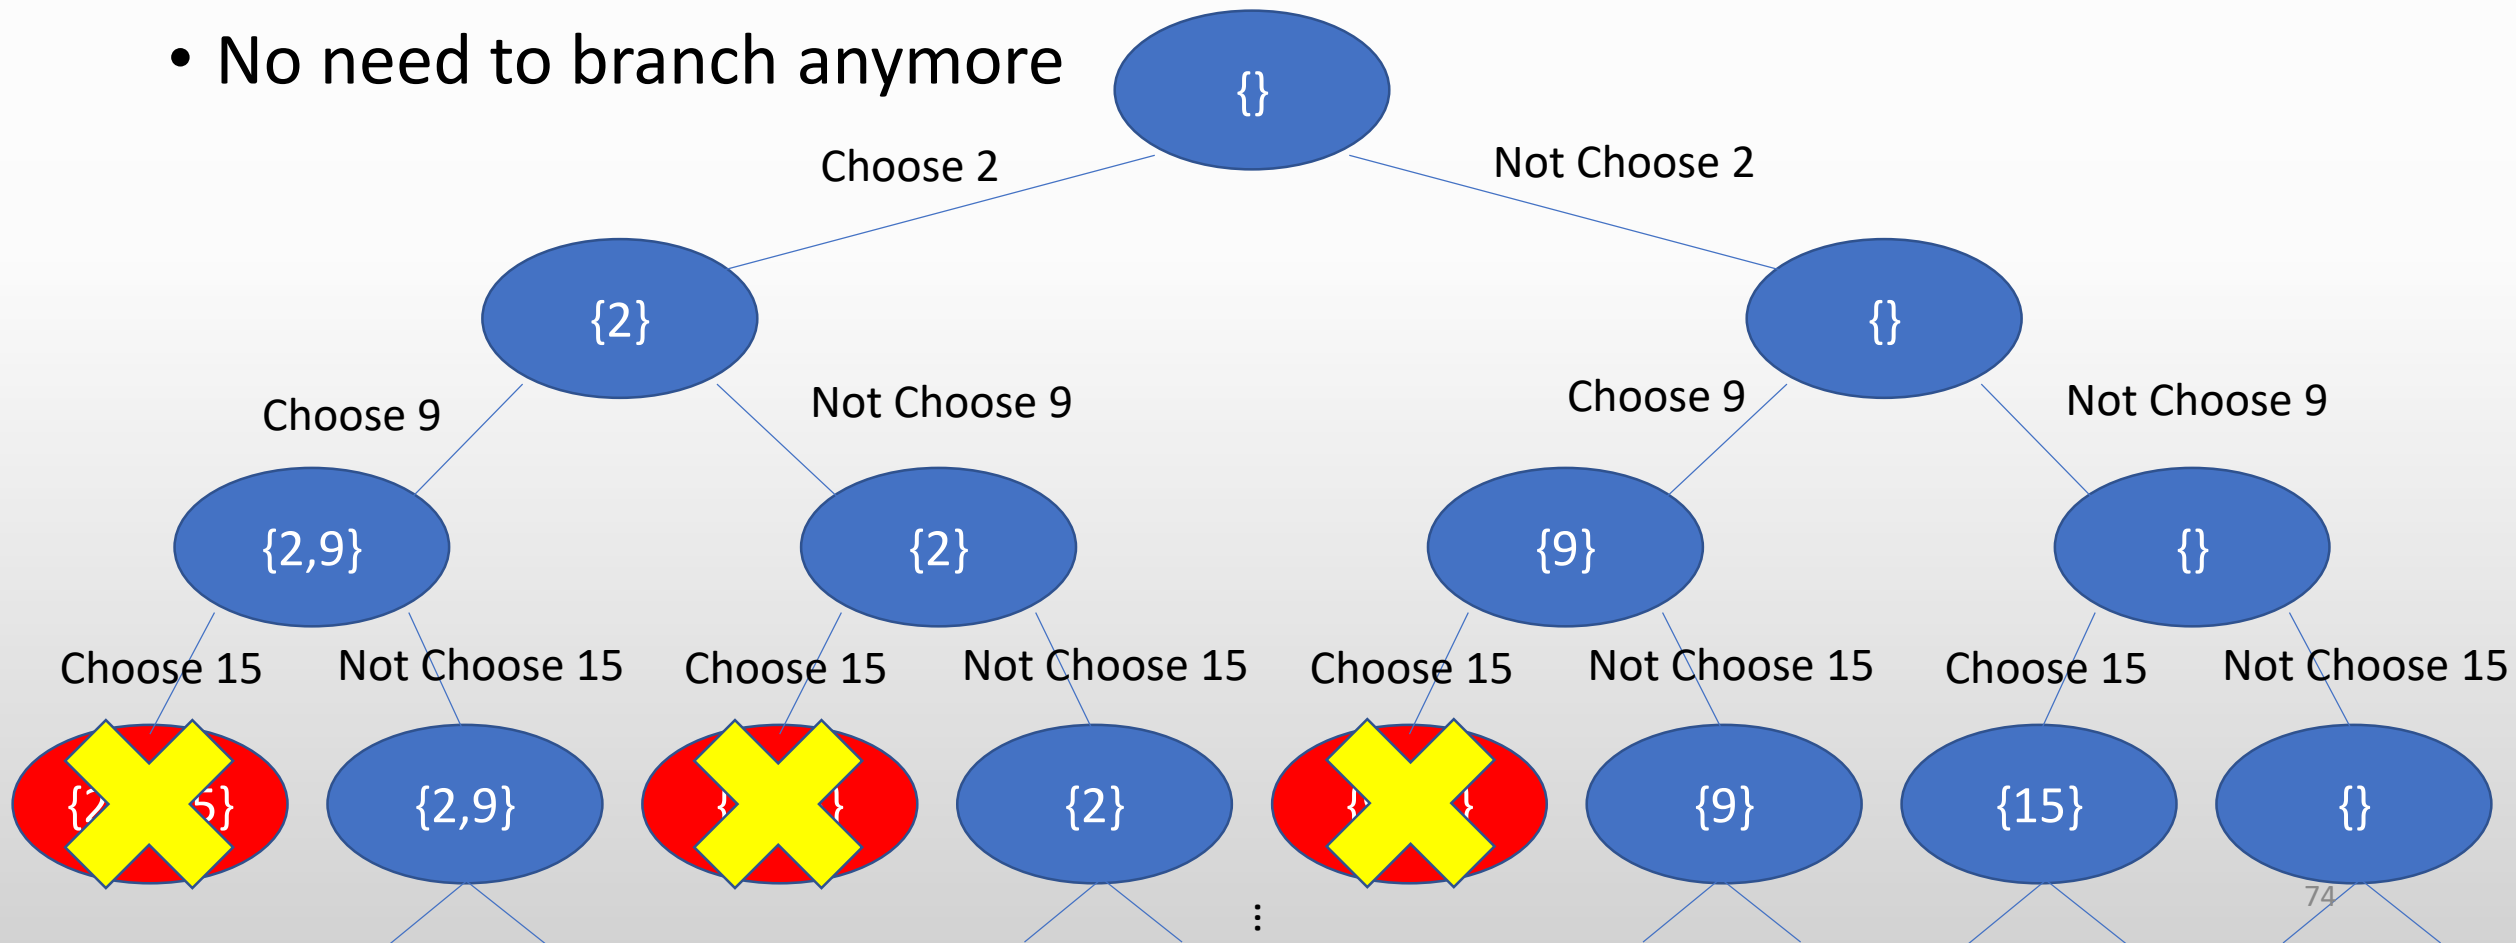 • No need to branch anymore
{}
Choose 2
Not Choose 2
{2}
{}
Choose 9
Not Choose 9
Choose 9
Not Choose 9
{2,9}
{2}
{9}
{}
Choose 15
Not Choose 15
Choose 15
Not Choose 15
Choose 15
Not Choose 15
Choose 15
Not Choose 15
{2,9}
{2}
{9}
{15}
{}
74
⋮